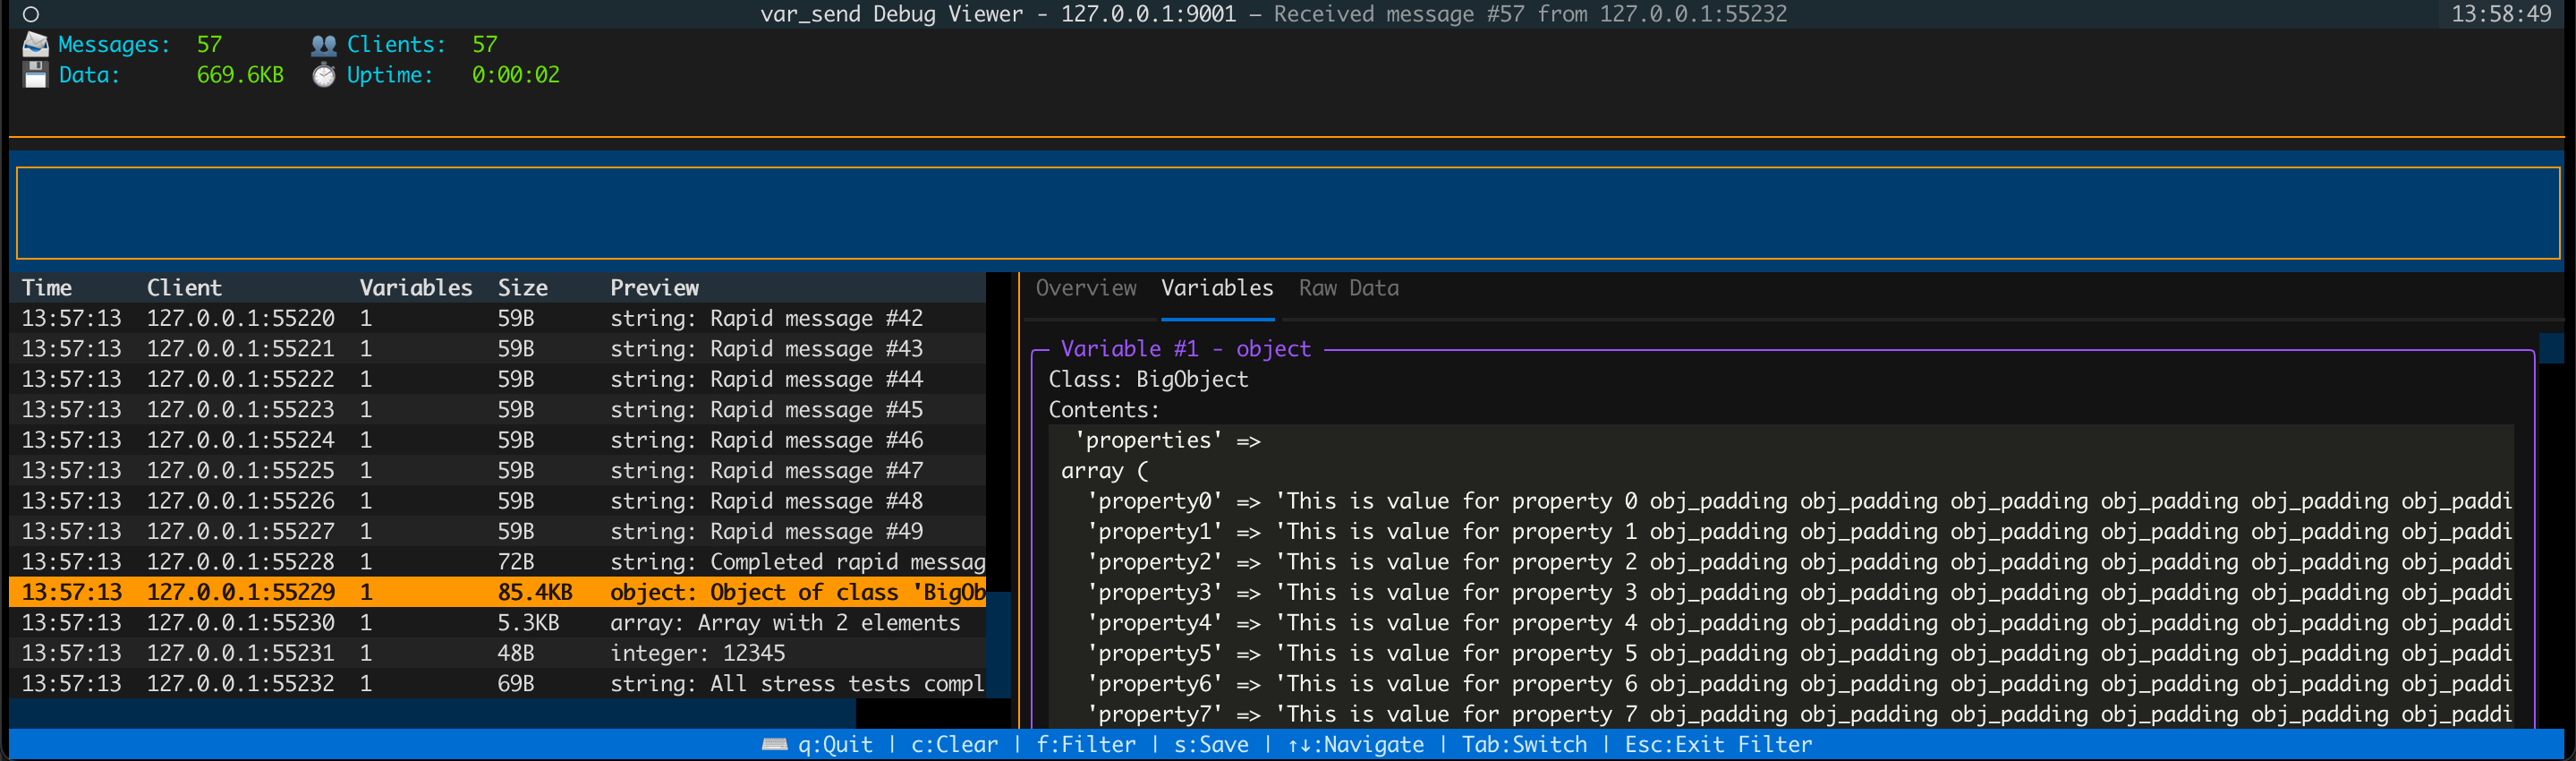 var_send Debug Viewer - 127.0.0.1:9001 — Received message #57 from 127.0.0.1:55232 13:58:49
Messages: 57 Clients: 57
Data: 669.6KB Uptime: 0:00:02
Time Client Variables Size Preview
13:57:13 127.0.0.1:55220 1 59B string: Rapid message #42
13:57:13 127.0.0.1:55221 1 59B string: Rapid message #43
13:57:13 127.0.0.1:55222 1 59B string: Rapid message #44
13:57:13 127.0.0.1:55223 1 59B string: Rapid message #45
13:57:13 127.0.0.1:55224 1 59B string: Rapid message #46
13:57:13 127.0.0.1:55225 1 59B string: Rapid message #47
13:57:13 127.0.0.1:55226 1 59B string: Rapid message #48
13:57:13 127.0.0.1:55227 1 59B string: Rapid message #49
13:57:13 127.0.0.1:55228 1 72B string: Completed rapid messag
13:57:13 127.0.0.1:55229 1 85.4KB object: Object of class 'BigOb
13:57:13 127.0.0.1:55230 1 5.3KB array: Array with 2 elements
13:57:13 127.0.0.1:55231 1 48B integer: 12345
13:57:13 127.0.0.1:55232 1 69B string: All stress tests compl
Overview Variables Raw Data
Variable #1 - object
Class: BigObject
Contents:
'properties' =>
array (
'property0' => 'This is value for property 0 obj_padding obj_padding obj_padding obj_padding obj_padding obj_paddi
'property1' => 'This is value for property 1 obj_padding obj_padding obj_padding obj_padding obj_padding obj_paddi
'property2' => 'This is value for property 2 obj_padding obj_padding obj_padding obj_padding obj_padding obj_paddi
'property3' => 'This is value for property 3 obj_padding obj_padding obj_padding obj_padding obj_padding obj_paddi
'property4' => 'This is value for property 4 obj_padding obj_padding obj_padding obj_padding obj_padding obj_paddi
'property5' => 'This is value for property 5 obj_padding obj_padding obj_padding obj_padding obj_padding obj_paddi
'property6' => 'This is value for property 6 obj_padding obj_padding obj_padding obj_padding obj_padding obj_paddi
'property7' => 'This is value for property 7 obj_padding obj_padding obj_padding obj_padding obj_padding obj_paddi
q:Quit | c:Clear | f:Filter | s:Save | ↑↓:Navigate | Tab:Switch | Esc:Exit Filter